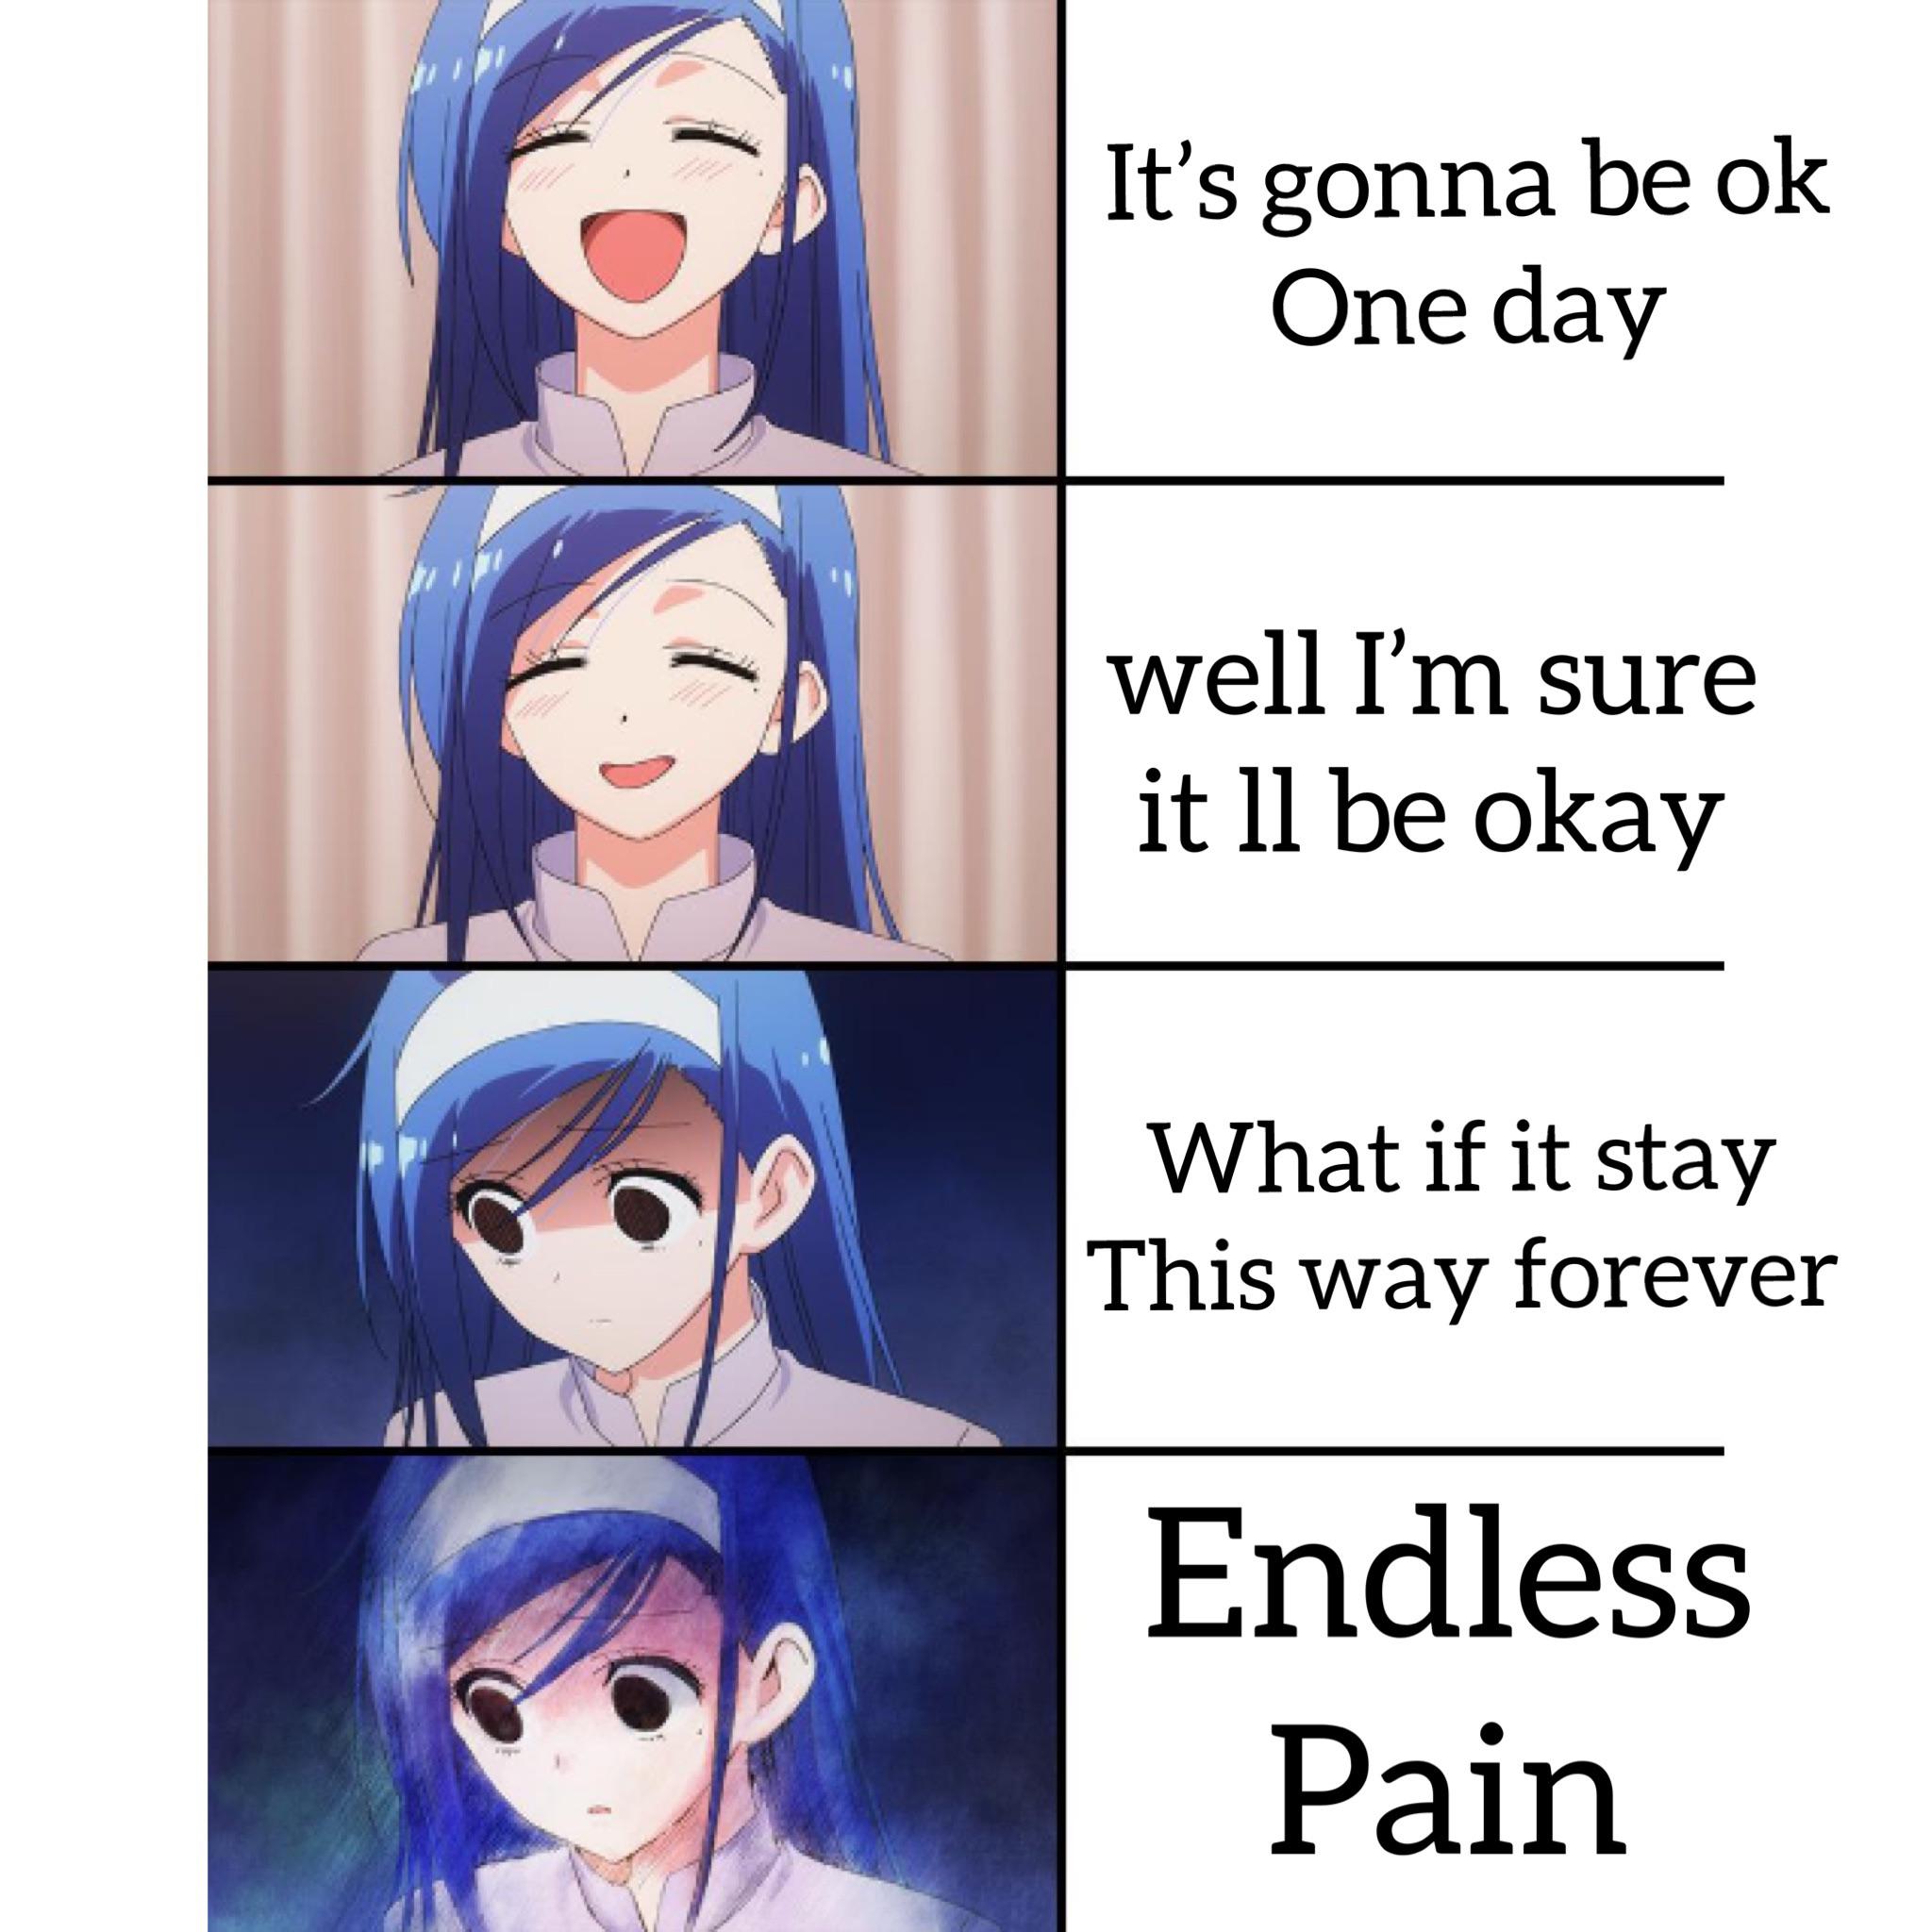 It's gonna be ok
One day
well I'm sure
it ll be okay
What if it stay
This way forever
Endless
Pain